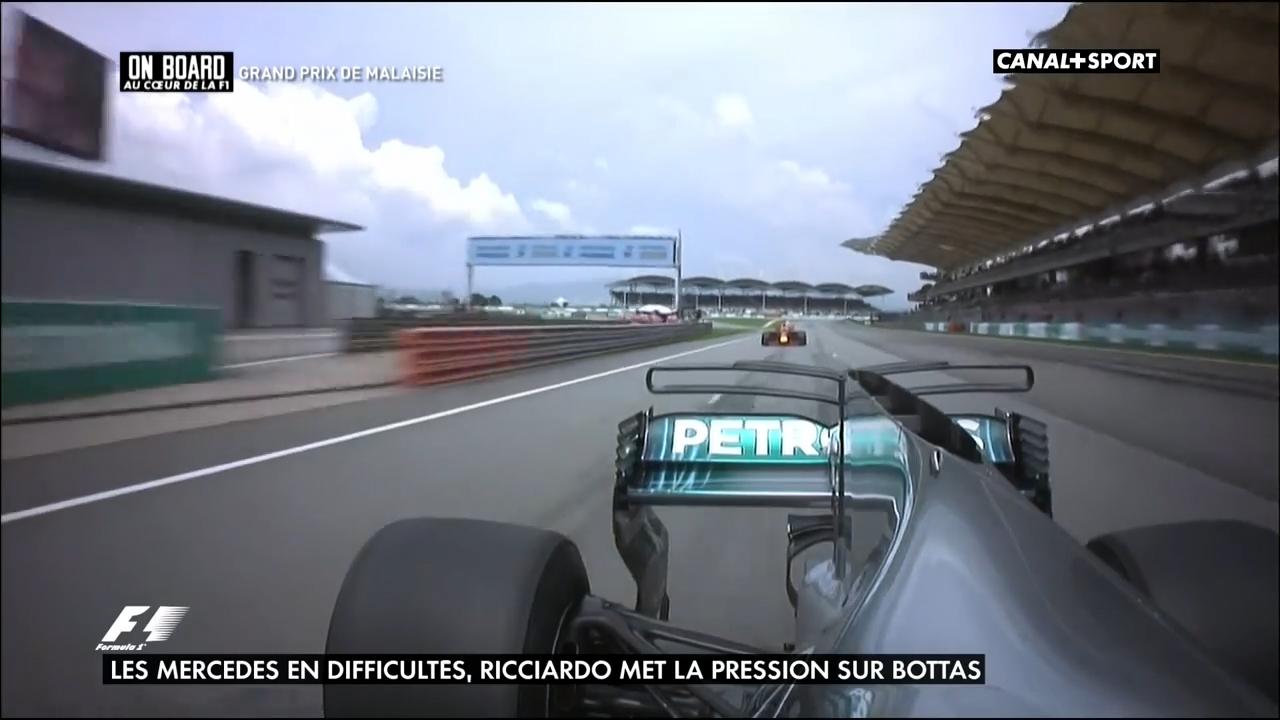 ON BOARD
AU CŒUR DE LA F1
GRAND PRIX DE MALAISIE
CANAL+SPORT
PETR
S
F1
Formula 1
LES MERCEDES EN DIFFICULTÉS, RICCIARDO MET LA PRESSION SUR BOTTAS